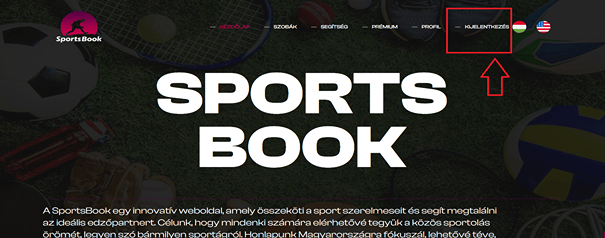 SportsBook
— KEZDŐLAP — SZOBÁK — SEGÍTSÉG — PRÉMIUM — PROFIL — KIJELENTKEZÉS
SPORTS
BOOK
A SportsBook egy innovatív weboldal, amely összeköti a sport szerelmeseit és segít megtalálni
az ideális edzőpartnert. Célunk, hogy mindenki számára elérhetővé tegyük a közös sportolás
örömét, legyen szó bármilyen sportágról. Honlapunk Magyarországra fókuszál, lehetővé téve,